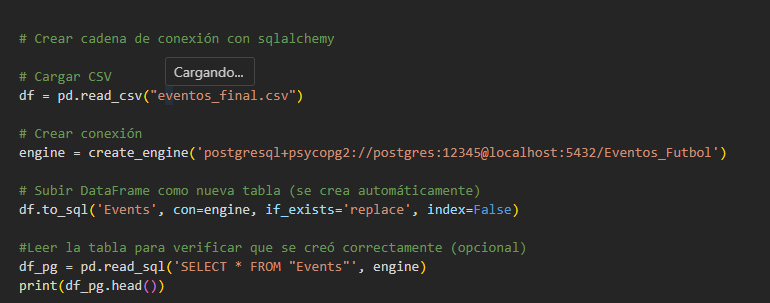 # Crear cadena de conexión con sqlalchemy
# Cargar CSV
Cargando...
df = pd.read_csv("eventos_final.csv")
# Crear conexión
engine = create_engine('postgresql+psycopg2://postgres:12345@localhost:5432/Eventos_Futbol')
# Subir DataFrame como nueva tabla (se crea automáticamente)
df.to_sql('Events', con=engine, if_exists='replace', index=False)
#Leer la tabla para verificar que se creó correctamente (opcional)
df_pg = pd.read_sql('SELECT * FROM "Events"', engine)
print(df_pg.head())